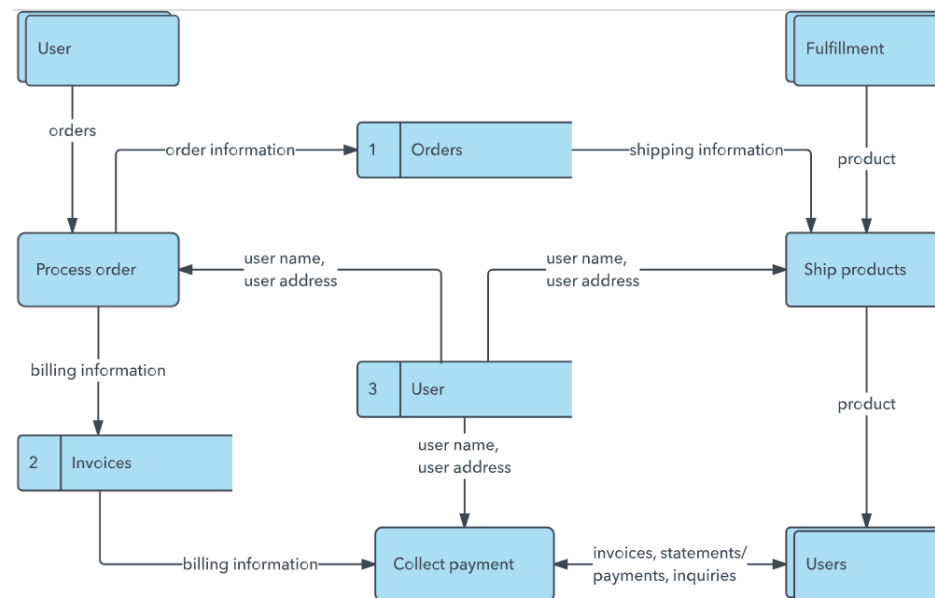 User
Fulfillment
orders
order information
1
Orders
shipping information
product
Process order
user name,
user address
user name,
user address
Ship products
billing information
3
User
product
user name,
user address
2
Invoices
billing information
Collect payment
invoices, statements/
payments, inquiries
Users